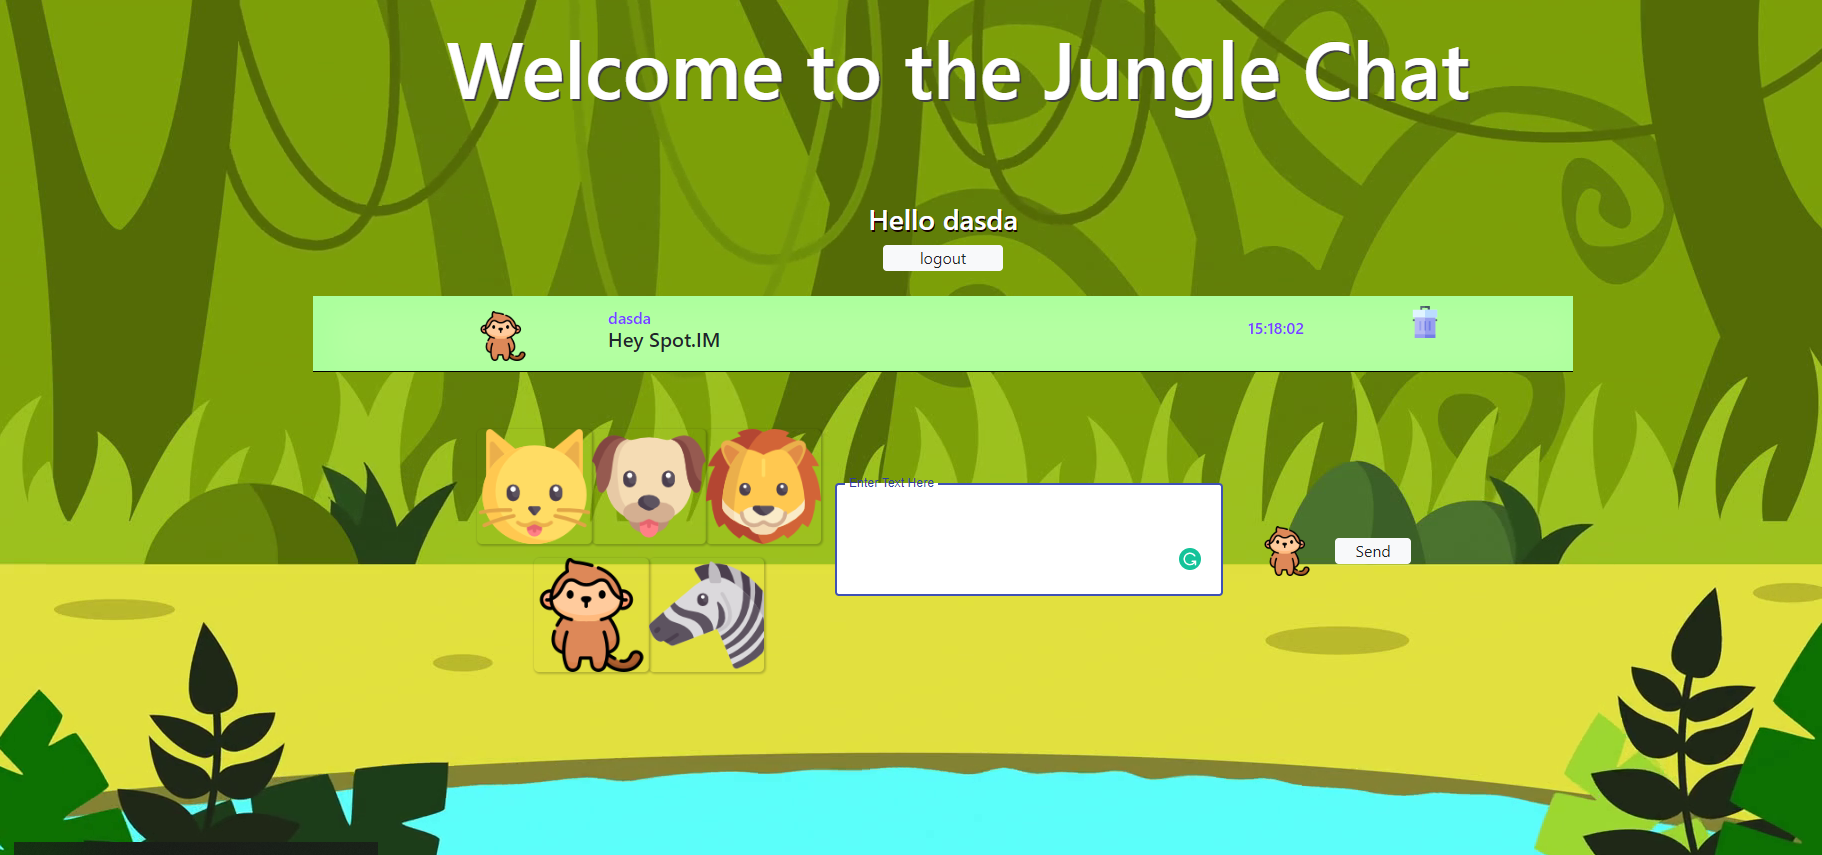 Welcome to the Jungle Chat
Hello dasda
logout
dasda
Hey Spot.IM
15:18:02
Enter Text Here
Send